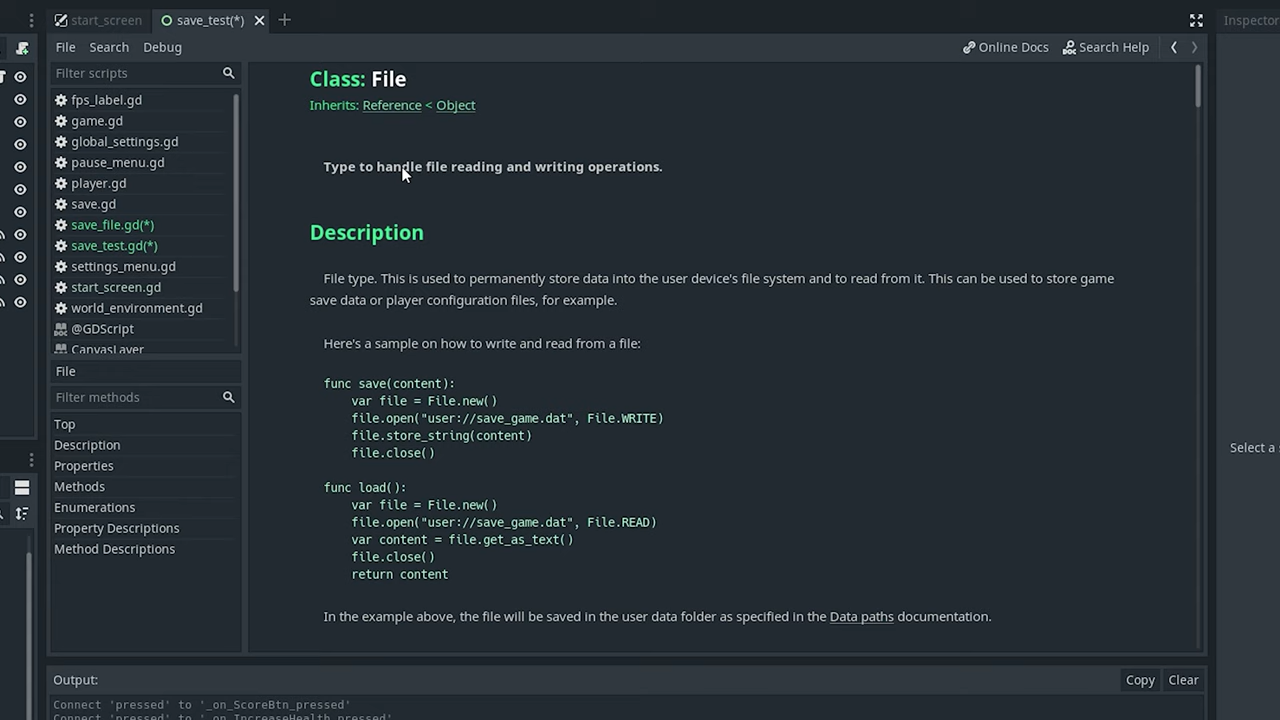 start_screen
save_test(*)
Inspector
File Search Debug
Online Docs
Search Help
Filter scripts
fps_label.gd
game.gd
global_settings.gd
pause_menu.gd
player.gd
save.gd
save_file.gd(*)
save_test.gd(*)
settings_menu.gd
start_screen.gd
world_environment.gd
@GDScript
CanvasLayer
File
Filter methods
Top
Description
Properties
Methods
Enumerations
Property Descriptions
Method Descriptions
Class: File
Inherits: Reference < Object
Type to handle file reading and writing operations.
Description
File type. This is used to permanently store data into the user device's file system and to read from it. This can be used to store game
save data or player configuration files, for example.
Here's a sample on how to write and read from a file:
func save(content):
    var file = File.new()
    file.open("user://save_game.dat", File.WRITE)
    file.store_string(content)
    file.close()
func load():
    var file = File.new()
    file.open("user://save_game.dat", File.READ)
    var content = file.get_as_text()
    file.close()
    return content
In the example above, the file will be saved in the user data folder as specified in the Data paths documentation.
Select a
Output:
Copy Clear
Connect 'pressed' to '_on_ScoreBtn_pressed'
Connect 'pressed' to '_on_IncreaseHealth_pressed'